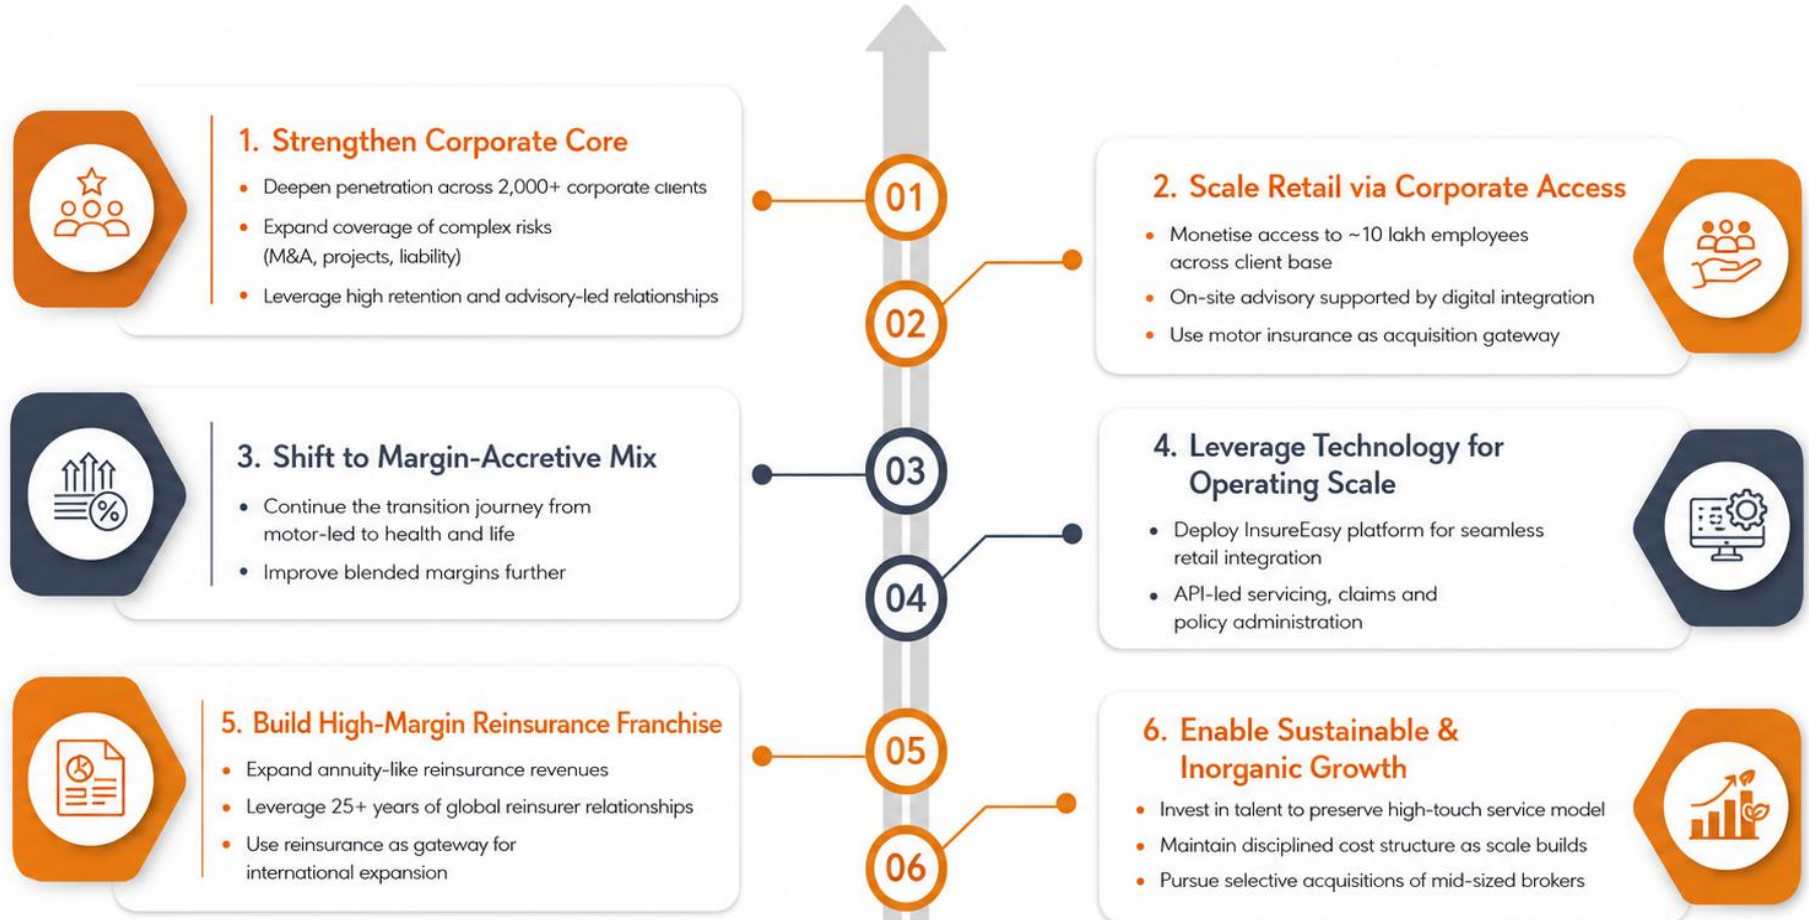 1. Strengthen Corporate Core
• Deepen penetration across 2,000+ corporate clients
• Expand coverage of complex risks
(M&A, projects, liability)
• Leverage high retention and advisory-led relationships
01
2. Scale Retail via Corporate Access
• Monetise access to ~10 lakh employees
across client base
• On-site advisory supported by digital integration
• Use motor insurance as acquisition gateway
02
3. Shift to Margin-Accretive Mix
• Continue the transition journey from
motor-led to health and life
• Improve blended margins further
03
4. Leverage Technology for
Operating Scale
• Deploy InsureEasy platform for seamless
retail integration
• API-led servicing, claims and
policy administration
04
5. Build High-Margin Reinsurance Franchise
• Expand annuity-like reinsurance revenues
• Leverage 25+ years of global reinsurer relationships
• Use reinsurance as gateway for
international expansion
05
6. Enable Sustainable &
Inorganic Growth
• Invest in talent to preserve high-touch service model
• Maintain disciplined cost structure as scale builds
• Pursue selective acquisitions of mid-sized brokers
06
%